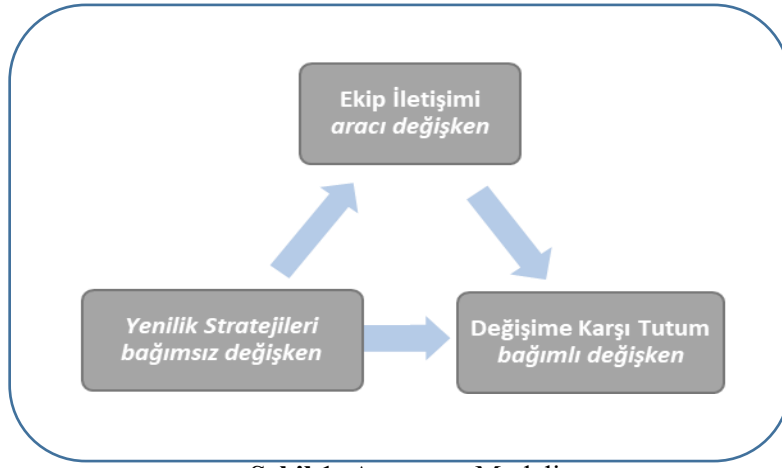 Ekip İletişimi
aracı değişken
Yenilik Stratejileri
bağımsız değişken
Değişime Karşı Tutum
bağımlı değişken